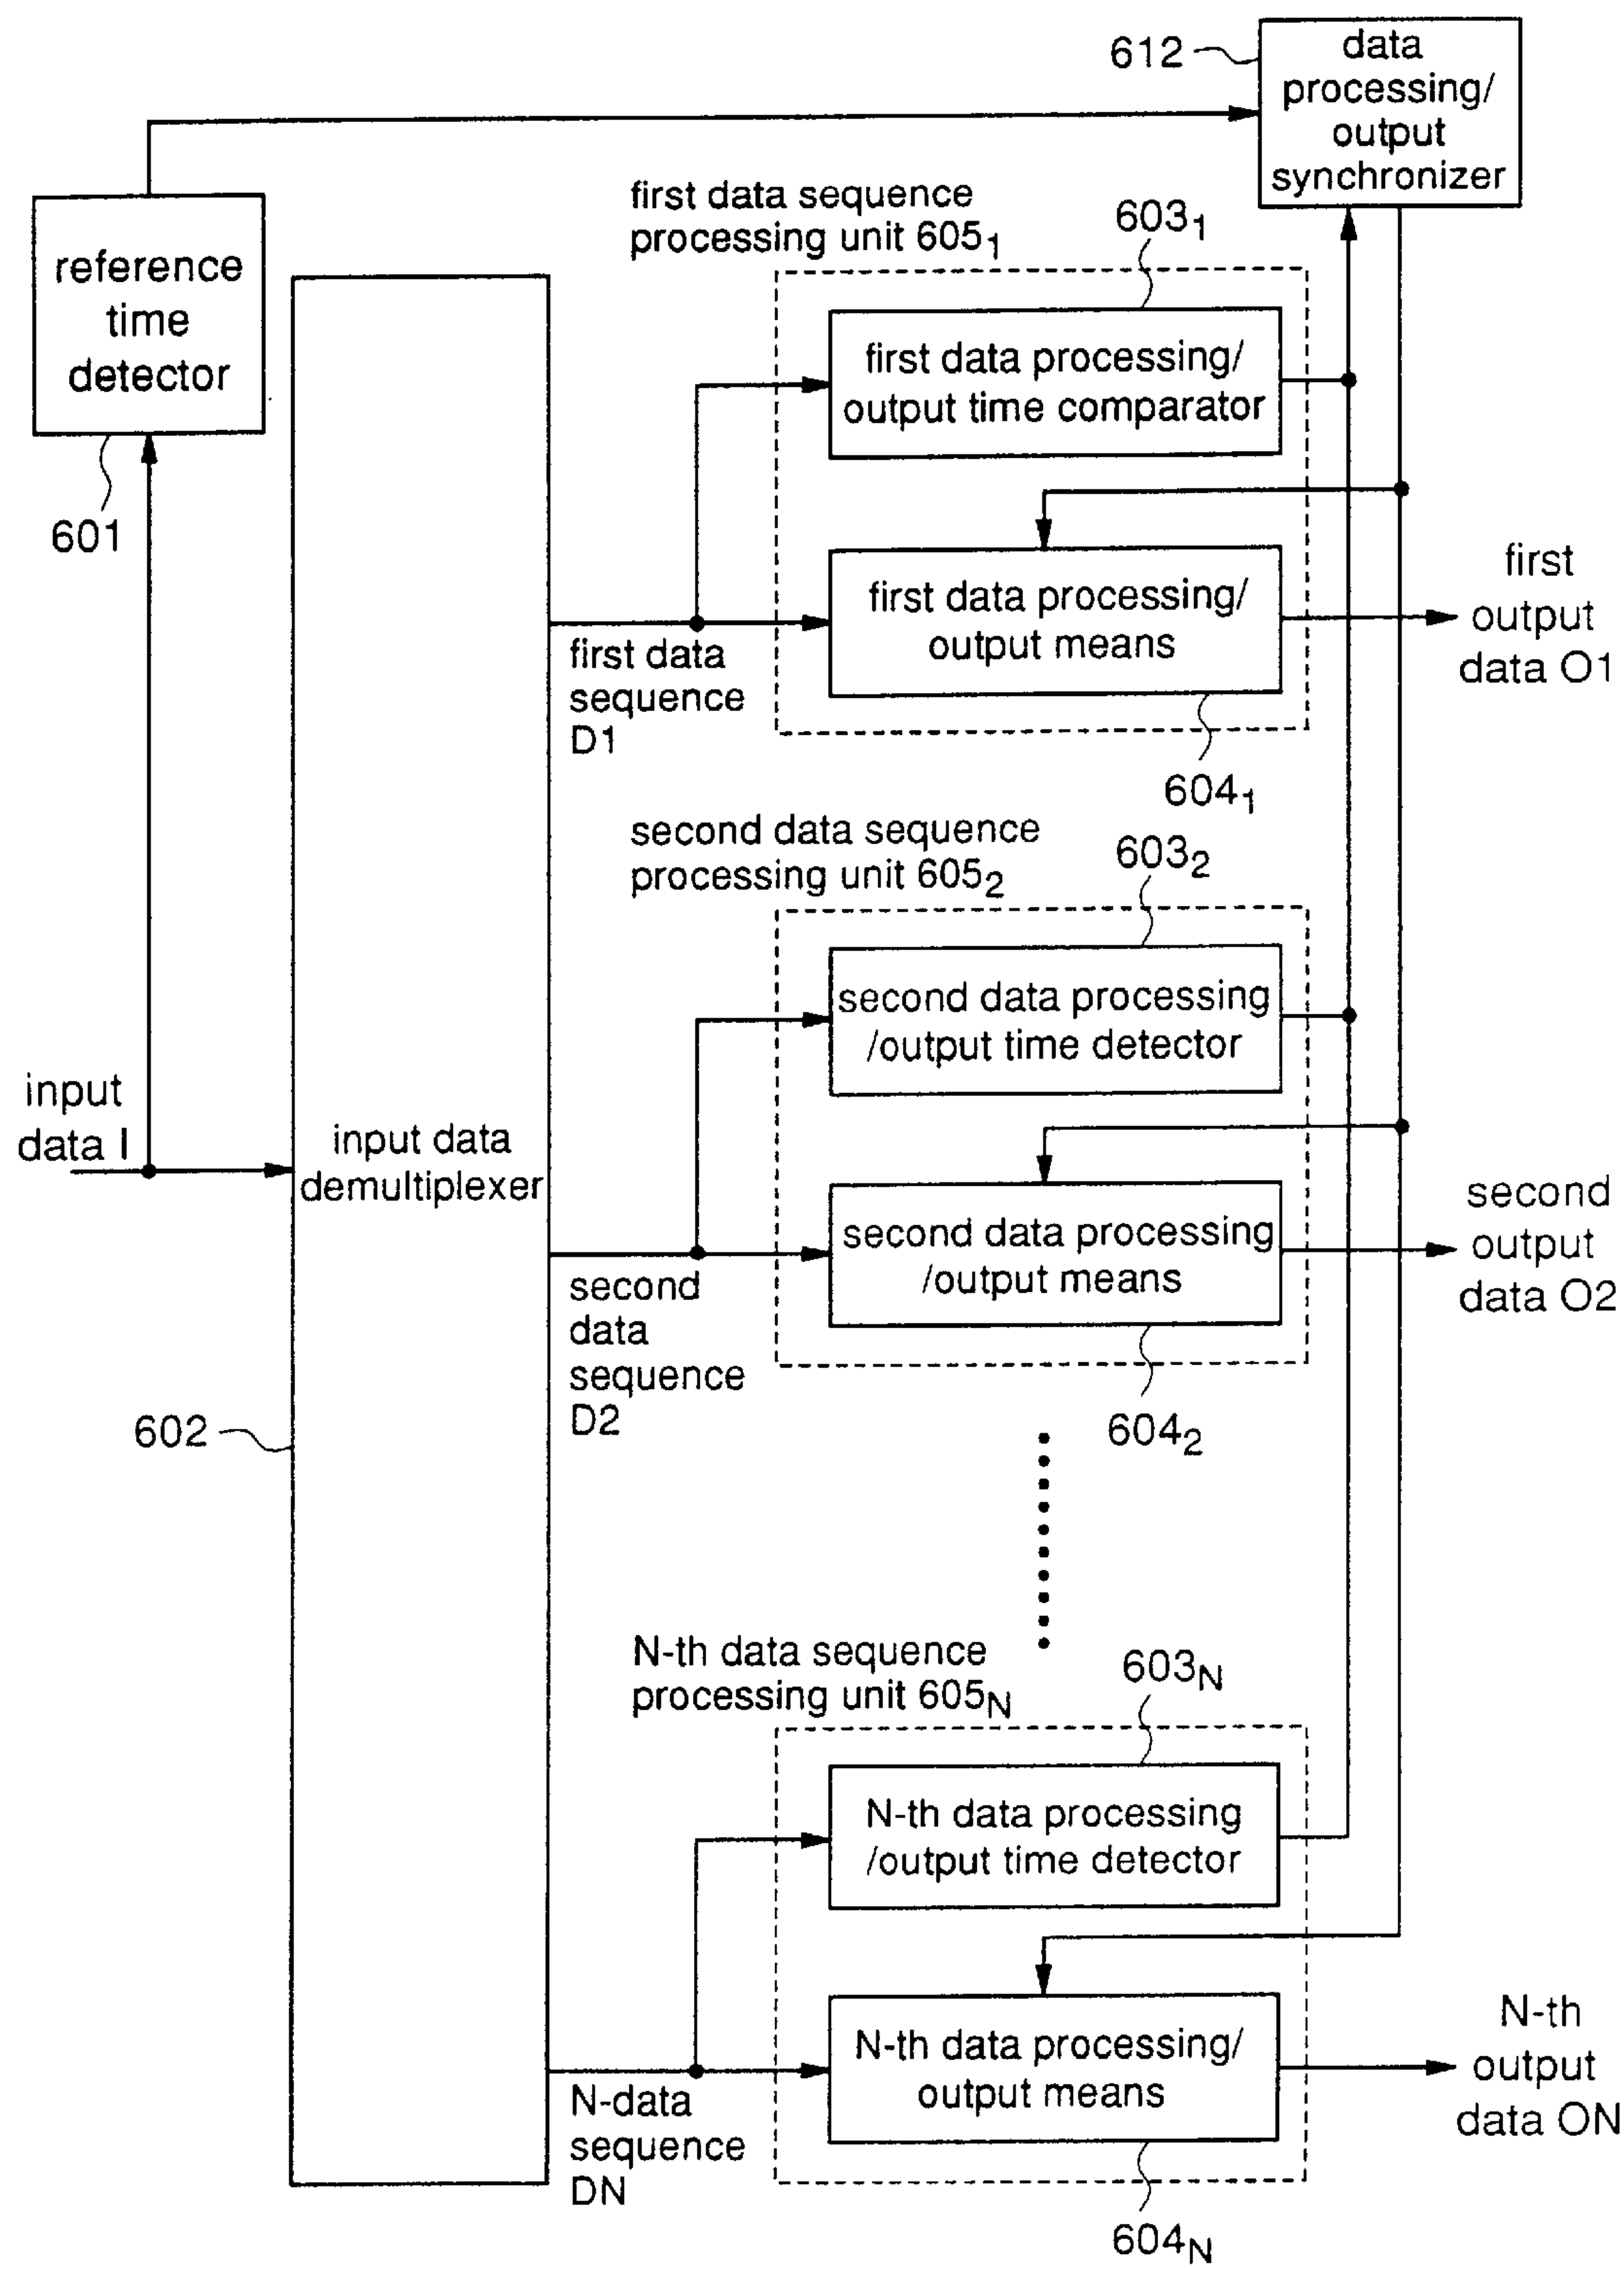 612
data
processing/
output
synchronizer
reference
time
detector
601
first data sequence
processing unit 605₁
603₁
first data processing/
output time comparator
first data processing/
output means
604₁
first data
sequence
D1
first
output
data O1
second data sequence
processing unit 605₂
603₂
second data processing
/output time detector
input
data I
input data
demultiplexer
second data processing
/output means
604₂
second
data
sequence
D2
second
output
data O2
602
N-th data sequence
processing unit 605N
603N
N-th data processing
/output time detector
N-th data processing/
output means
604N
N-data
sequence
DN
N-th
output
data ON